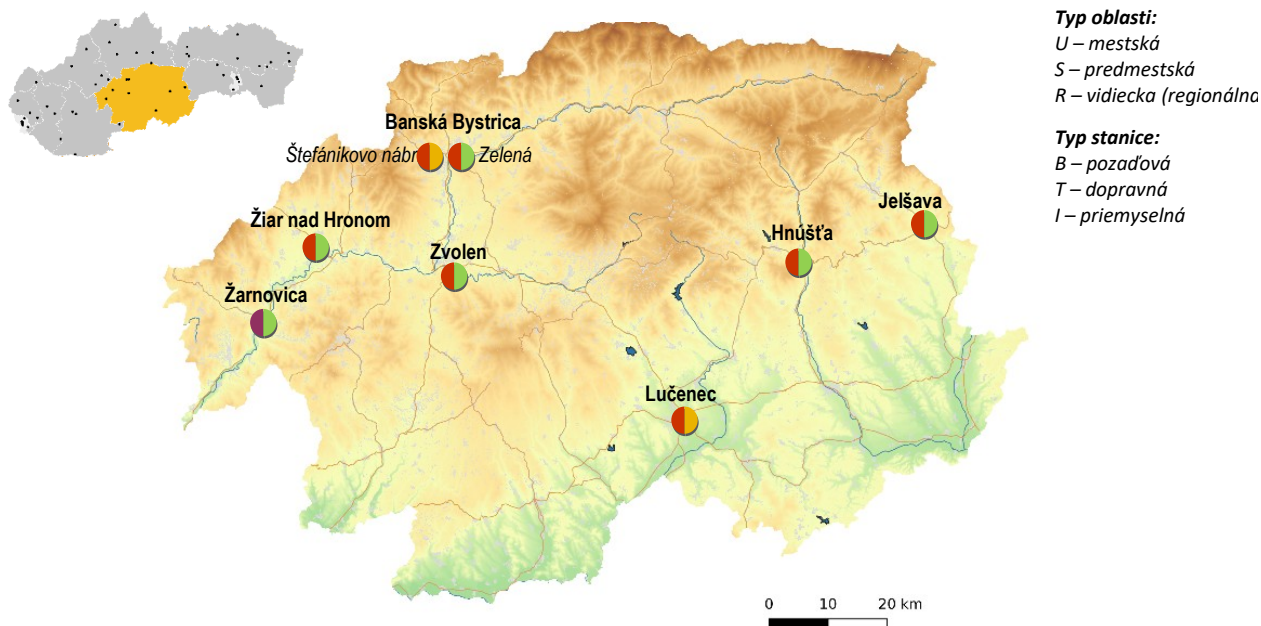 Typ oblasti:
U – mestská
S – predmestská
R – vidiecka (regionálna
Typ stanice:
B – pozaďová
T – dopravná
I – priemyselná
Banská Bystrica
Štefánikovo nábr
Zelená
Jelšava
Žiar nad Hronom
Hnúšťa
Zvolen
Žarnovica
Lučenec
0 10 20 km